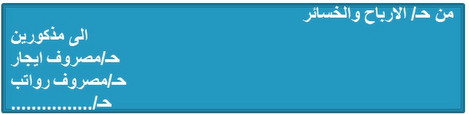 من حـ/ الارباح والخسائر
الى مذكورين
حـ/مصروف ايجار
حـ/مصروف رواتب
حـ/................